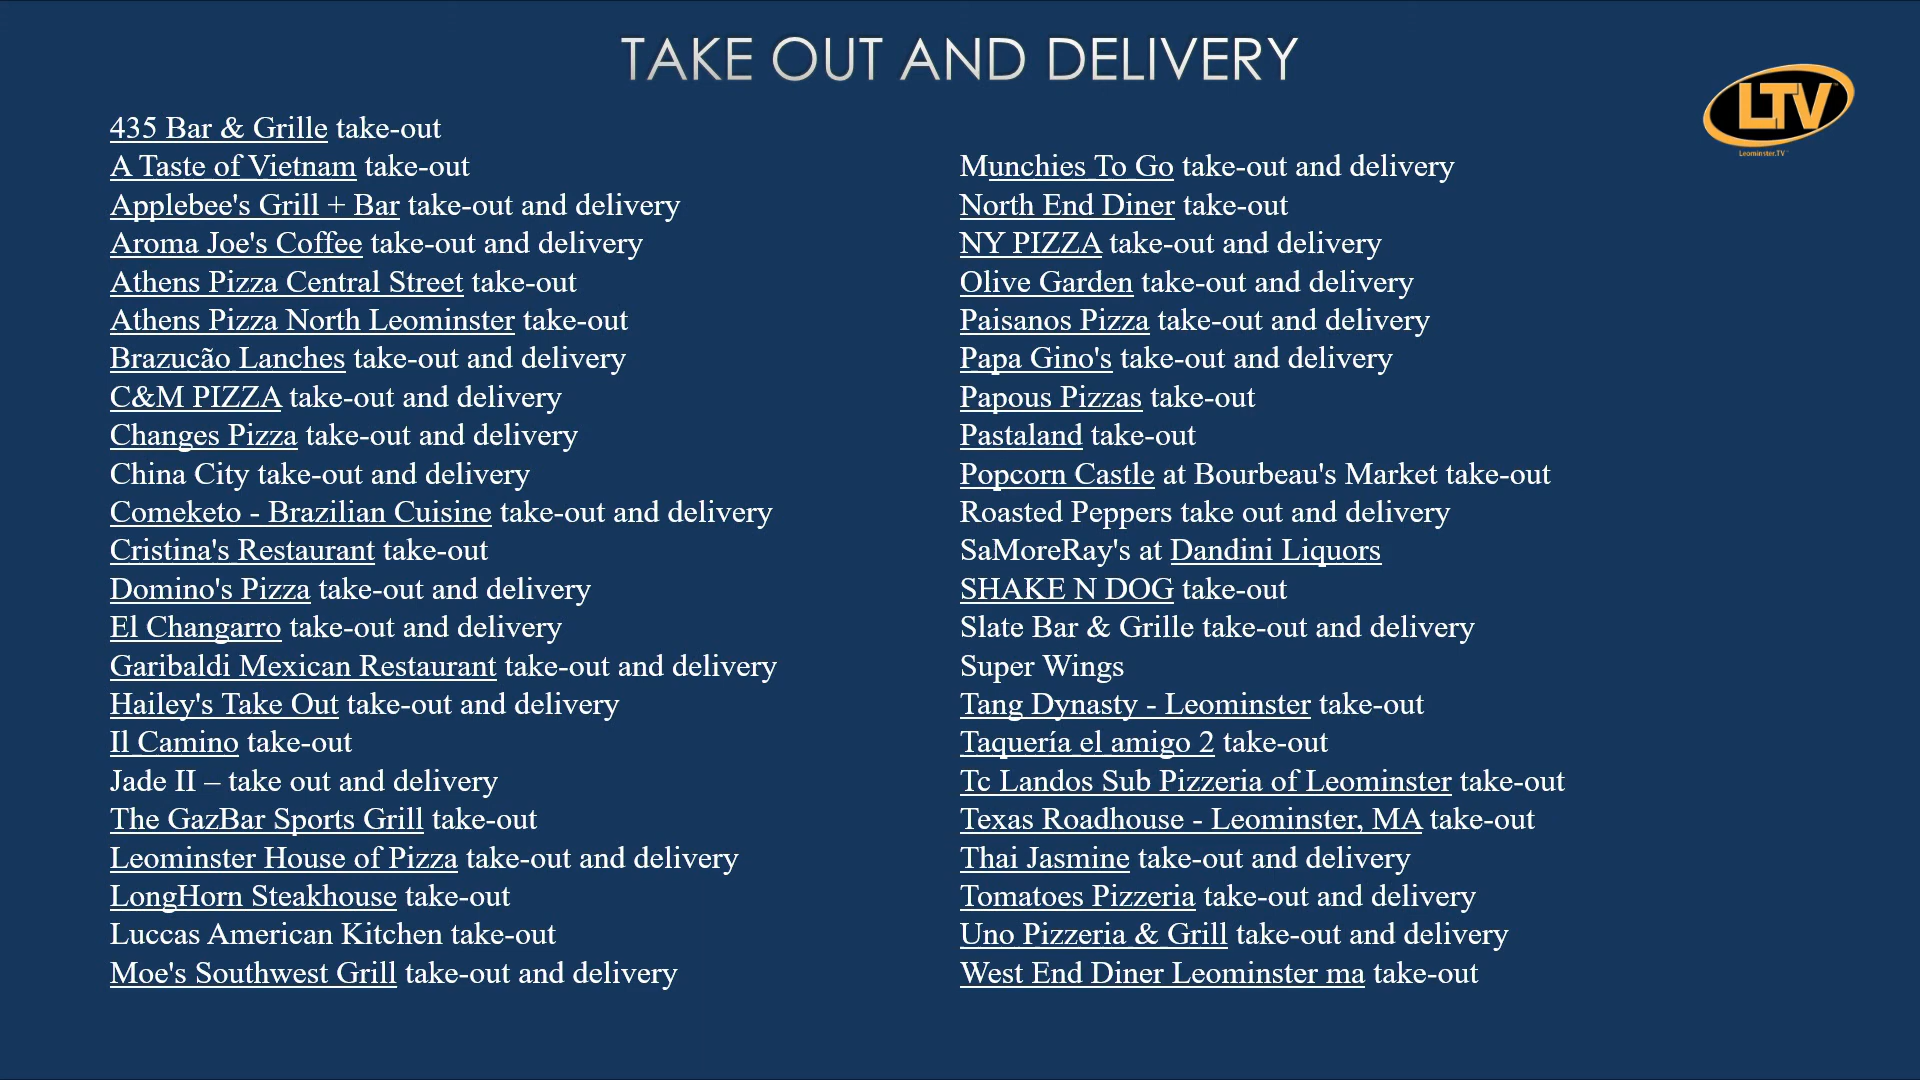 TAKE OUT AND DELIVERY
LTV
Leominster.TV
435 Bar & Grille take-out
A Taste of Vietnam take-out
Applebee's Grill + Bar take-out and delivery
Aroma Joe's Coffee take-out and delivery
Athens Pizza Central Street take-out
Athens Pizza North Leominster take-out
Brazucão Lanches take-out and delivery
C&M PIZZA take-out and delivery
Changes Pizza take-out and delivery
China City take-out and delivery
Comeketo - Brazilian Cuisine take-out and delivery
Cristina's Restaurant take-out
Domino's Pizza take-out and delivery
El Changarro take-out and delivery
Garibaldi Mexican Restaurant take-out and delivery
Hailey's Take Out take-out and delivery
Il Camino take-out
Jade II – take out and delivery
The GazBar Sports Grill take-out
Leominster House of Pizza take-out and delivery
LongHorn Steakhouse take-out
Luccas American Kitchen take-out
Moe's Southwest Grill take-out and delivery
Munchies To Go take-out and delivery
North End Diner take-out
NY PIZZA take-out and delivery
Olive Garden take-out and delivery
Paisanos Pizza take-out and delivery
Papa Gino's take-out and delivery
Papous Pizzas take-out
Pastaland take-out
Popcorn Castle at Bourbeau's Market take-out
Roasted Peppers take out and delivery
SaMoreRay's at Dandini Liquors
SHAKE N DOG take-out
Slate Bar & Grille take-out and delivery
Super Wings
Tang Dynasty - Leominster take-out
Taquería el amigo 2 take-out
Tc Landos Sub Pizzeria of Leominster take-out
Texas Roadhouse - Leominster, MA take-out
Thai Jasmine take-out and delivery
Tomatoes Pizzeria take-out and delivery
Uno Pizzeria & Grill take-out and delivery
West End Diner Leominster ma take-out